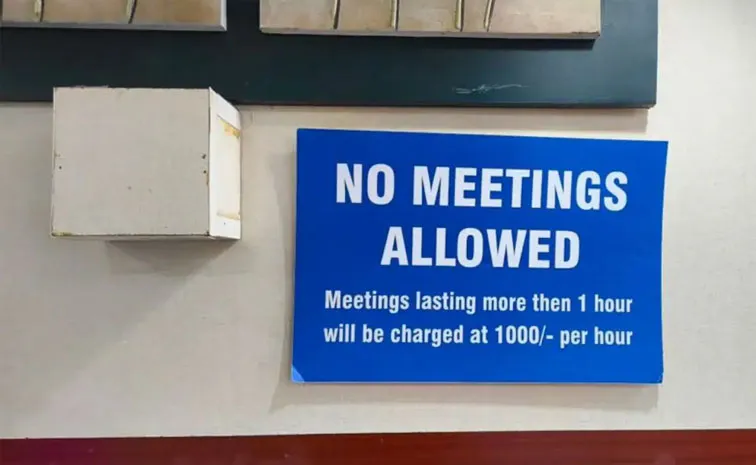 NO MEETINGS
ALLOWED
Meetings lasting more then 1 hour
will be charged at 1000/- per hour